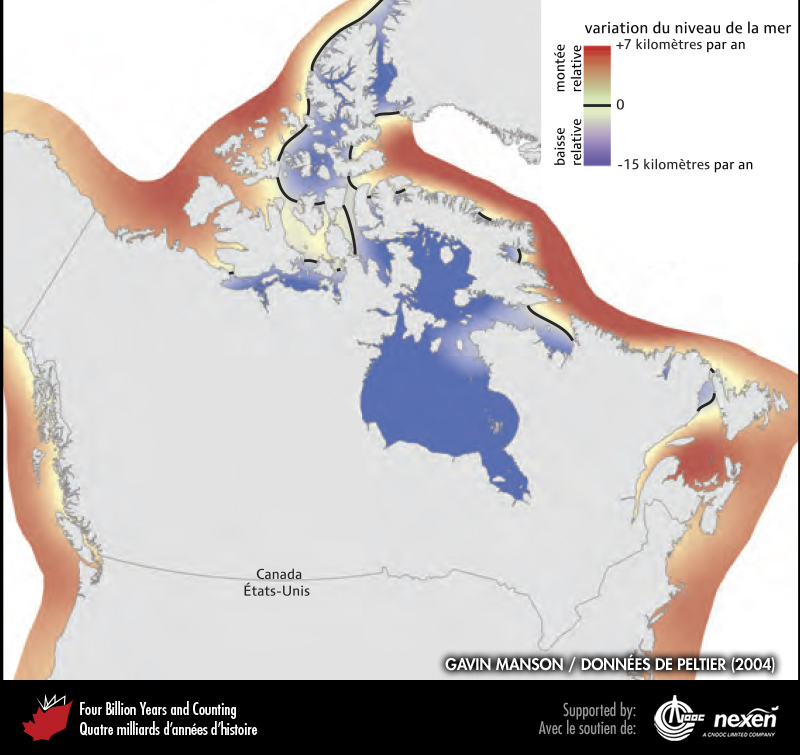 variation du niveau de la mer
montée
relative
+7 kilomètres par an
0
baisse
relative
-15 kilomètres par an
Canada
États-Unis
GAVIN MANSON / DONNÉES DE PELTIER (2004)
Four Billion Years and Counting
Quatre milliards d'années d'histoire
Supported by:
Avec le soutien de:
CNOOC
nexen
A CNOOC LIMITED COMPANY